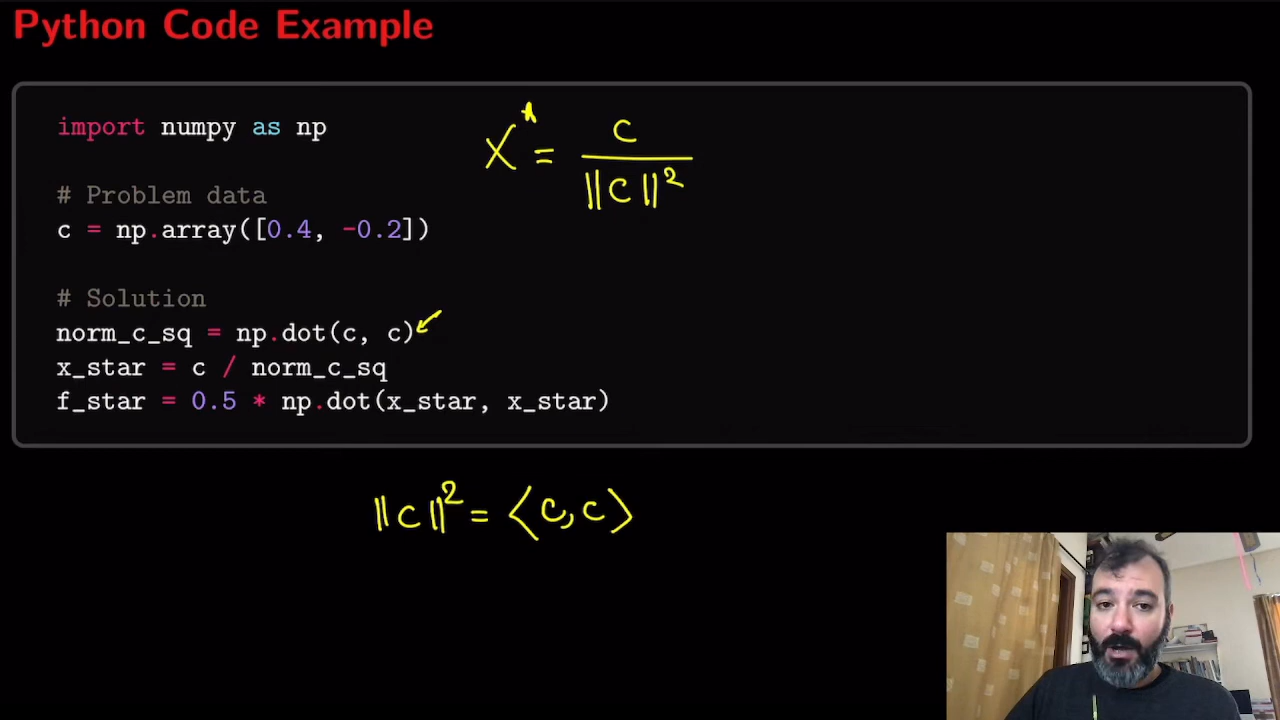 Python Code Example
import numpy as np
X* = c / ||c||²
# Problem data
c = np.array([0.4, -0.2])
# Solution
norm_c_sq = np.dot(c, c)
x_star = c / norm_c_sq
f_star = 0.5 * np.dot(x_star, x_star)
||c||² = ⟨c,c⟩